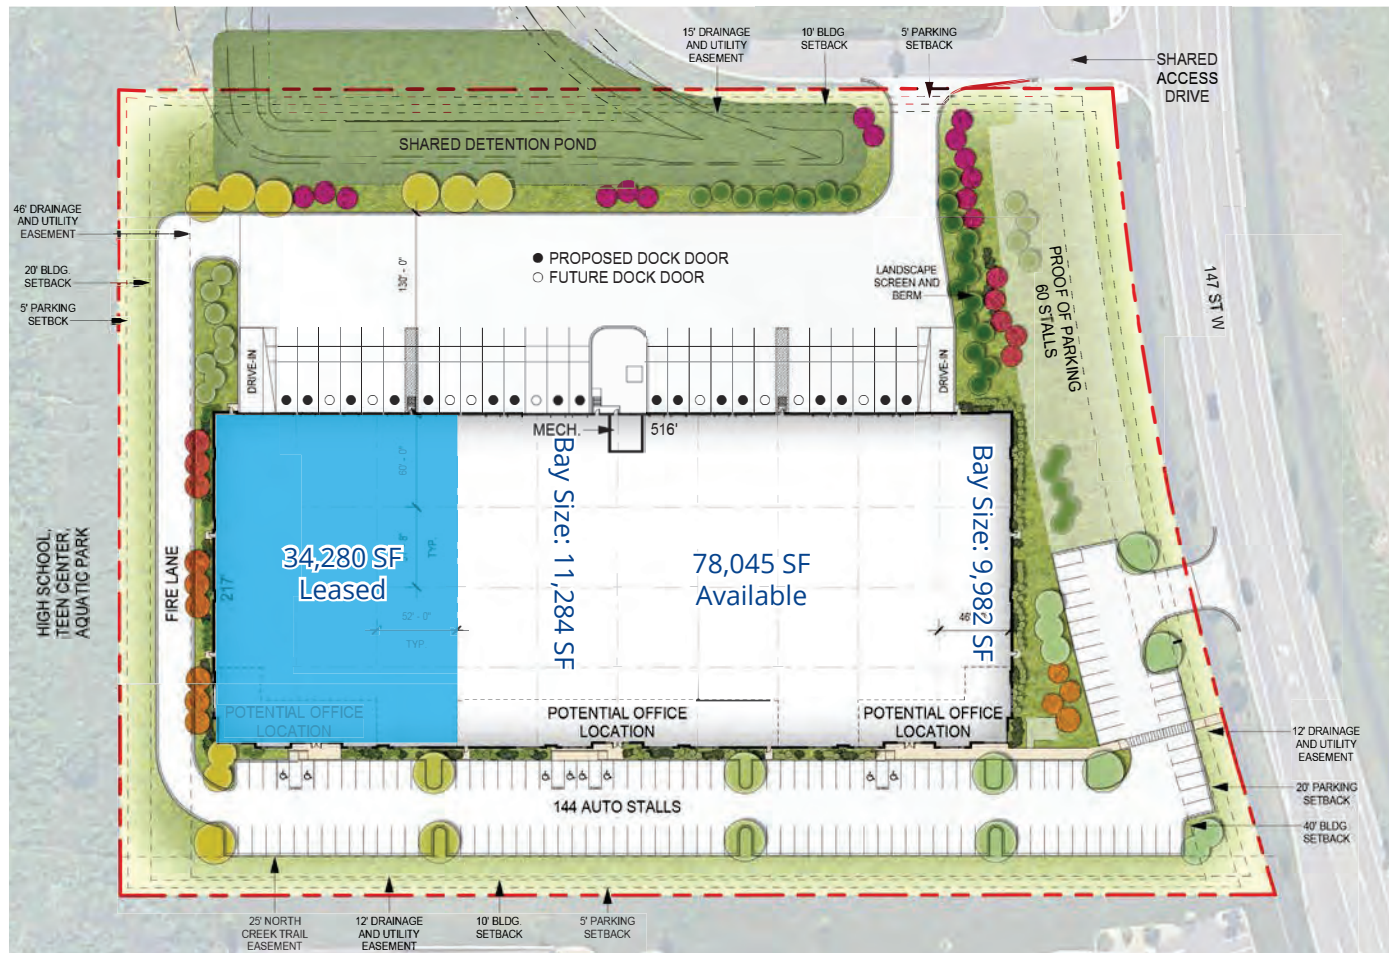 15' DRAINAGE
AND UTILITY
EASEMENT
10' BLDG
SETBACK
5' PARKING
SETBACK
SHARED
ACCESS
DRIVE
SHARED DETENTION POND
46' DRAINAGE
AND UTILITY
EASEMENT
20' BLDG.
SETBACK
5' PARKING
SETBCK
130' - 0"
PROPOSED DOCK DOOR
FUTURE DOCK DOOR
LANDSCAPE
SCREEN AND
BERM
PROOF OF PARKING
60 STALLS
147 ST W
DRIVE-IN
DRIVE-IN
MECH.
516'
60' - 0"
TYP.
Bay Size: 11,284 SF
Bay Size: 9,982 SF
34,280 SF
Leased
78,045 SF
Available
HIGH SCHOOL,
TEEN CENTER,
AQUATIC PARK
FIRE LANE
217'
52' - 0"
TYP
46'
POTENTIAL OFFICE
LOCATION
POTENTIAL OFFICE
LOCATION
POTENTIAL OFFICE
LOCATION
144 AUTO STALLS
12' DRAINAGE
AND UTILITY
EASEMENT
20' PARKING
SETBACK
40' BLDG
SETBACK
25' NORTH
CREEK TRAIL
EASEMENT
12' DRAINAGE
AND UTILITY
EASEMENT
10' BLDG.
SETBACK
5' PARKING
SETBACK